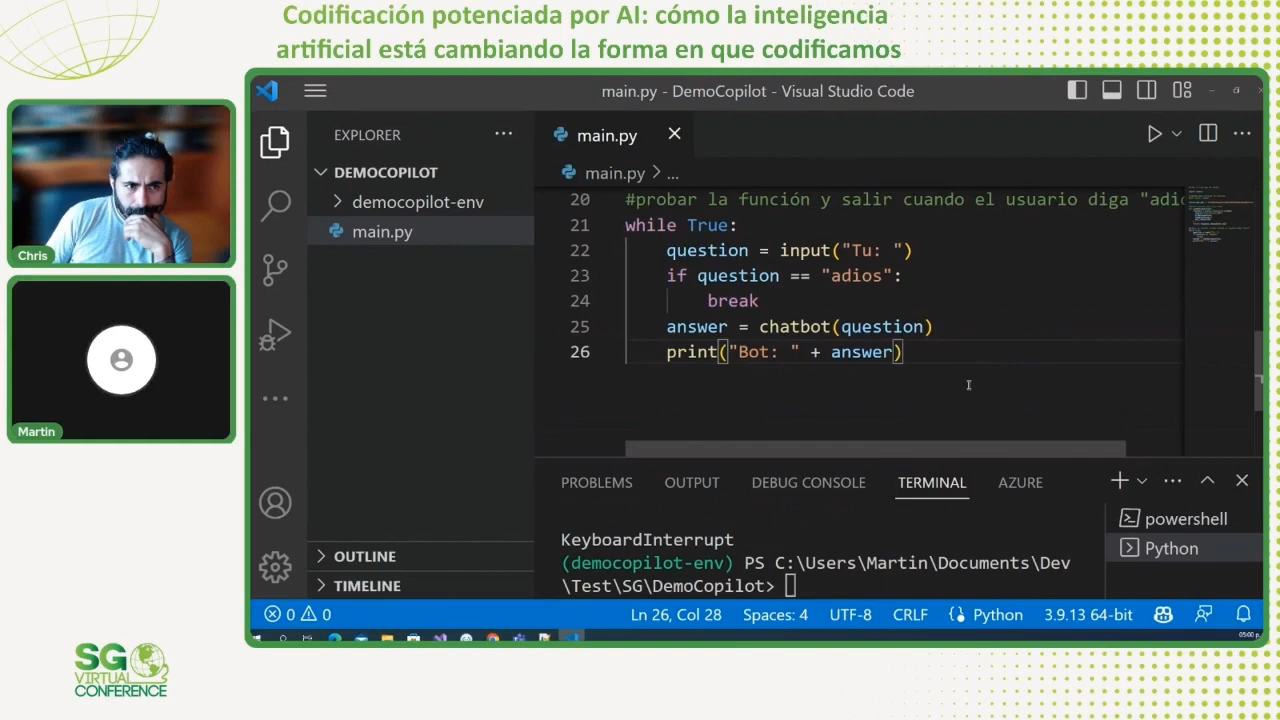 Codificación potenciada por AI: cómo la inteligencia
artificial está cambiando la forma en que codificamos
Chris
Martin
SG
VIRTUAL
CONFERENCE
main.py - DemoCopilot - Visual Studio Code
EXPLORER
DEMOCOPILOT
democopilot-env
main.py
OUTLINE
TIMELINE
main.py
main.py > ...
20 #probar la función y salir cuando el usuario diga "adio
21 while True:
22 question = input("Tu: ")
23 if question == "adios":
24 break
25 answer = chatbot(question)
26 print("Bot: " + answer)
PROBLEMS OUTPUT DEBUG CONSOLE TERMINAL AZURE
KeyboardInterrupt
(democopilot-env) PS C:\Users\Martin\Documents\Dev
\Test\SG\DemoCopilot>
powershell
Python
0 0 Ln 26, Col 28 Spaces: 4 UTF-8 CRLF Python 3.9.13 64-bit
05:00 p.